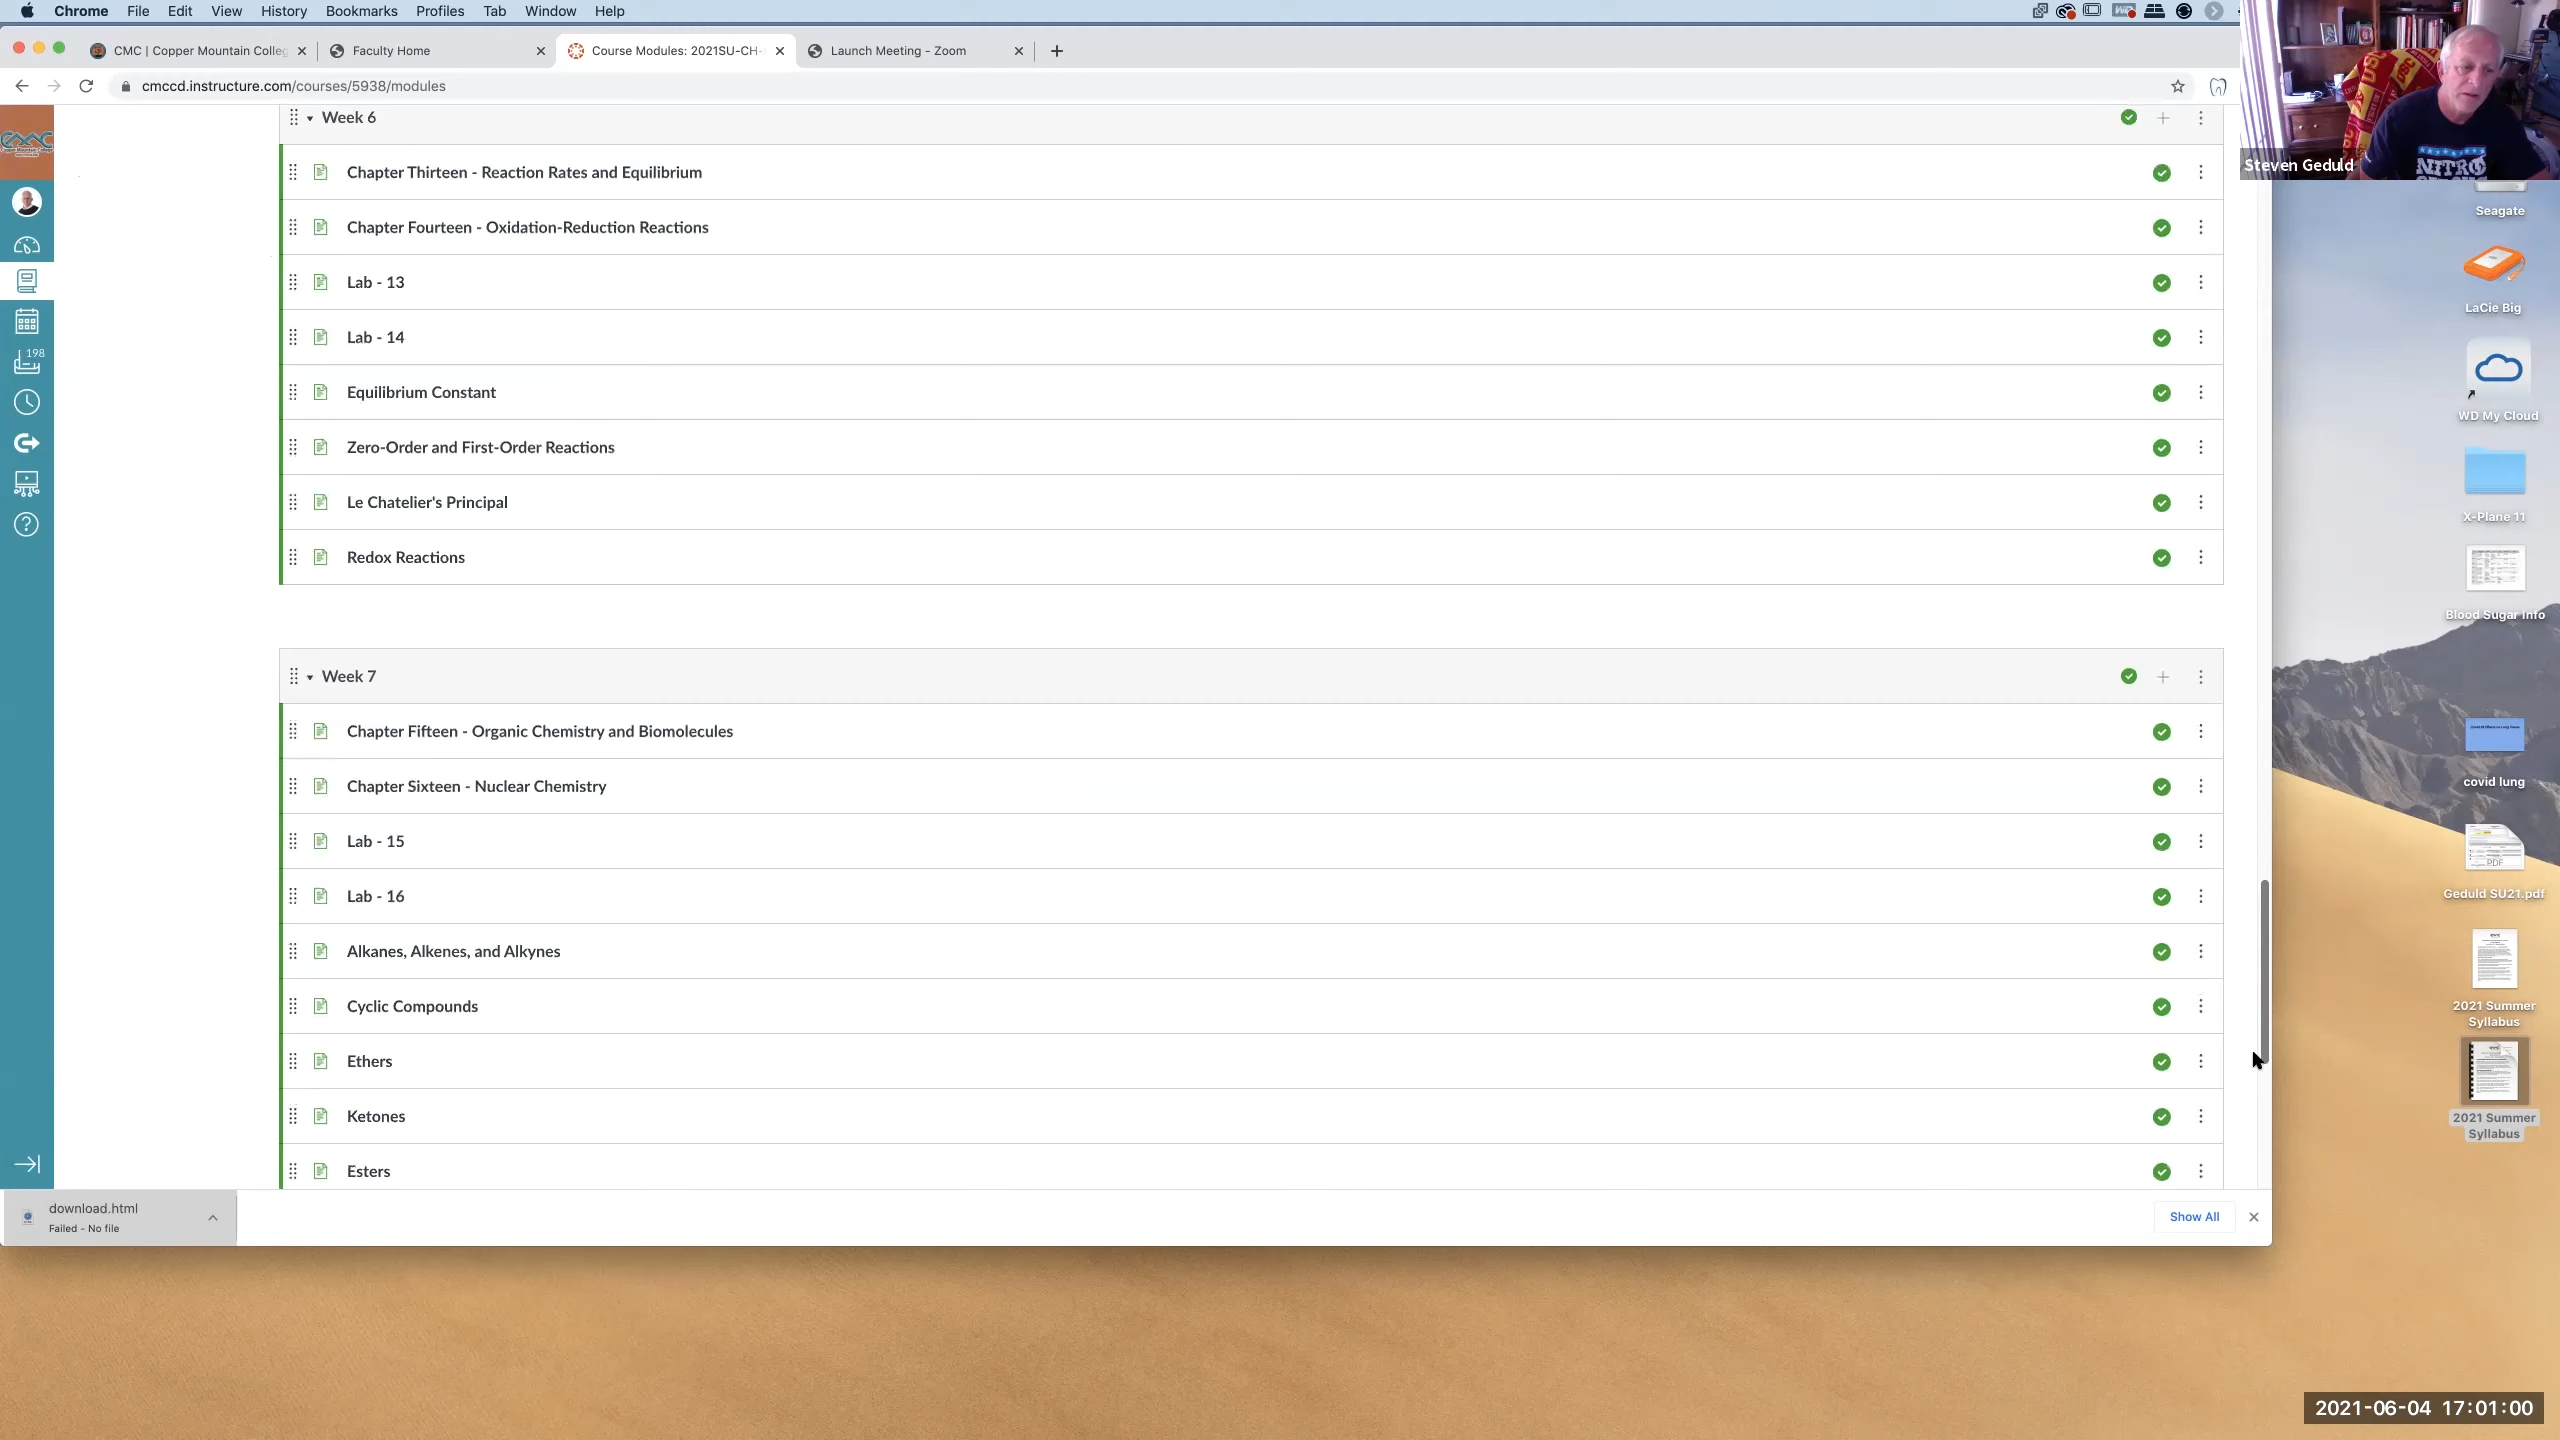 Chrome File Edit View History Bookmarks Profiles Tab Window Help
CMC | Copper Mountain Colleg
Faculty Home
Course Modules: 2021SU-CH-
Launch Meeting - Zoom
cmccd.instructure.com/courses/5938/modules
Steven Geduld
NITRO
198
Week 6
Chapter Thirteen - Reaction Rates and Equilibrium
Chapter Fourteen - Oxidation-Reduction Reactions
Lab - 13
Lab - 14
Equilibrium Constant
Zero-Order and First-Order Reactions
Le Chatelier's Principal
Redox Reactions
Week 7
Chapter Fifteen - Organic Chemistry and Biomolecules
Chapter Sixteen - Nuclear Chemistry
Lab - 15
Lab - 16
Alkanes, Alkenes, and Alkynes
Cyclic Compounds
Ethers
Ketones
Esters
download.html
Failed - No file
Show All
Seagate
LaCie Big
WD My Cloud
X-Plane 11
Blood Sugar Info
covid lung
PDF
Geduld SU21.pdf
2021 Summer
Syllabus
2021 Summer
Syllabus
2021-06-04 17:01:00